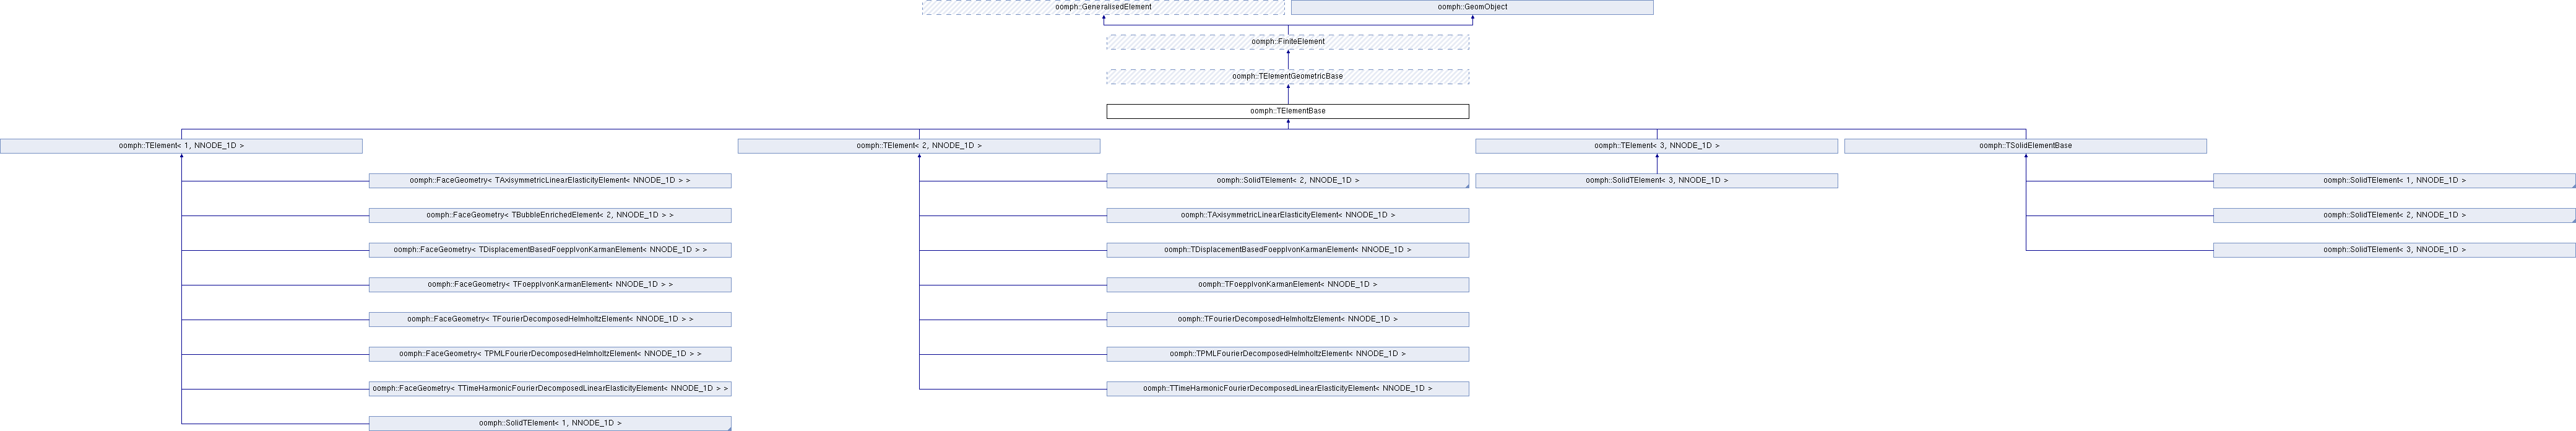 oomph::GeneralisedElement
oomph::GeomObject
oomph::FiniteElement
oomph::TElementGeometricBase
oomph::TElementBase
oomph::TElement< 1, NNODE_1D >
oomph::TElement< 2, NNODE_1D >
oomph::TElement< 3, NNODE_1D >
oomph::TSolidElementBase
oomph::FaceGeometry< TAxisymmetricLinearElasticityElement< NNODE_1D > >
oomph::SolidTElement< 2, NNODE_1D >
oomph::SolidTElement< 3, NNODE_1D >
oomph::SolidTElement< 1, NNODE_1D >
oomph::FaceGeometry< TBubbleEnrichedElement< 2, NNODE_1D > >
oomph::TAxisymmetricLinearElasticityElement< NNODE_1D >
oomph::SolidTElement< 2, NNODE_1D >
oomph::FaceGeometry< TDisplacementBasedFoepplvonKarmanElement< NNODE_1D > >
oomph::TDisplacementBasedFoepplvonKarmanElement< NNODE_1D >
oomph::SolidTElement< 3, NNODE_1D >
oomph::FaceGeometry< TFoepplvonKarmanElement< NNODE_1D > >
oomph::TFoepplvonKarmanElement< NNODE_1D >
oomph::FaceGeometry< TFourierDecomposedHelmholtzElement< NNODE_1D > >
oomph::TFourierDecomposedHelmholtzElement< NNODE_1D >
oomph::FaceGeometry< TPMLFourierDecomposedHelmholtzElement< NNODE_1D > >
oomph::TPMLFourierDecomposedHelmholtzElement< NNODE_1D >
oomph::FaceGeometry< TTimeHarmonicFourierDecomposedLinearElasticityElement< NNODE_1D > >
oomph::TTimeHarmonicFourierDecomposedLinearElasticityElement< NNODE_1D >
oomph::SolidTElement< 1, NNODE_1D >